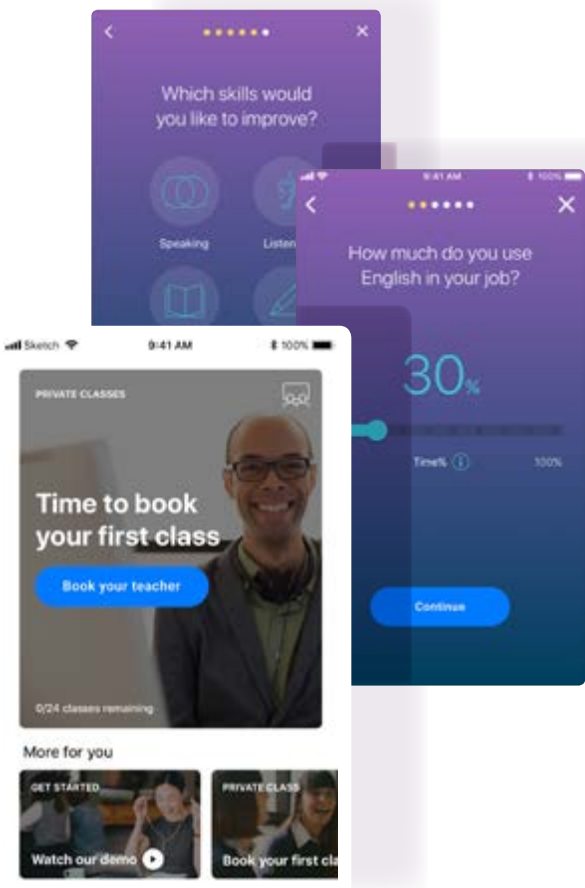 Which skills would
you like to improve?
Speaking
Listen
9:41 AM
100%
How much do you use
English in your job?
30%
Time%
100%
Continue
Sketch
9:41 AM
100%
PRIVATE CLASSES
Time to book
your first class
Book your teacher
0/24 classes remaining
More for you
GET STARTED
Watch our demo
PRIVATE CLASS
Book your first cla